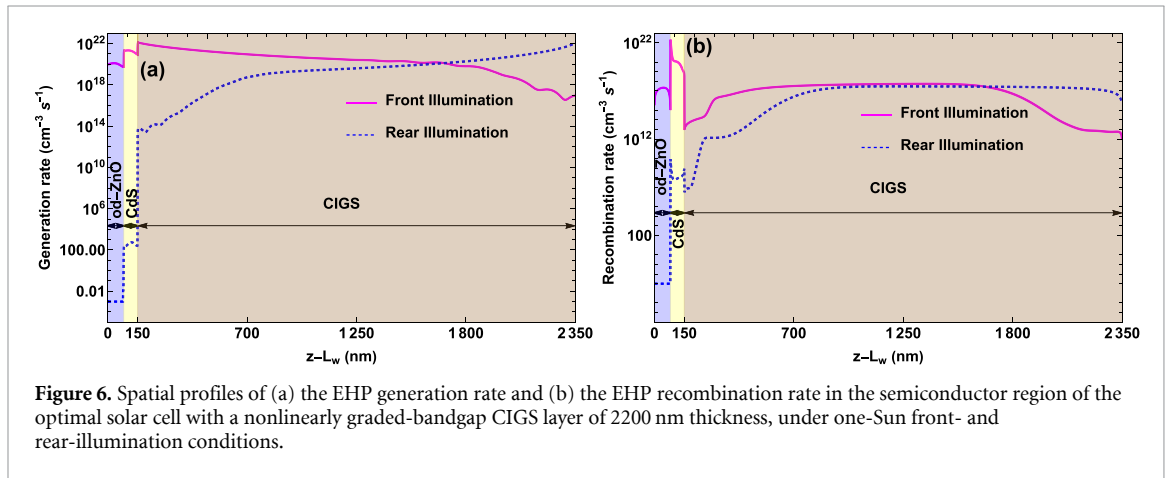 10^22
10^18
10^14
10^10
10^6
100.00
0.01
Generation rate (cm⁻³ s⁻¹)
(a)
Front Illumination
Rear Illumination
od–ZnO
CdS
CIGS
0 150 700 1250 1800 2350
z–L_w (nm)
10^22
10^12
100
Recombination rate (cm⁻³ s⁻¹)
(b)
Front Illumination
Rear Illumination
od–ZnO
CdS
CIGS
0 150 700 1250 1800 2350
z–L_w (nm)
Figure 6. Spatial profiles of (a) the EHP generation rate and (b) the EHP recombination rate in the semiconductor region of the
optimal solar cell with a nonlinearly graded-bandgap CIGS layer of 2200 nm thickness, under one-Sun front- and
rear-illumination conditions.